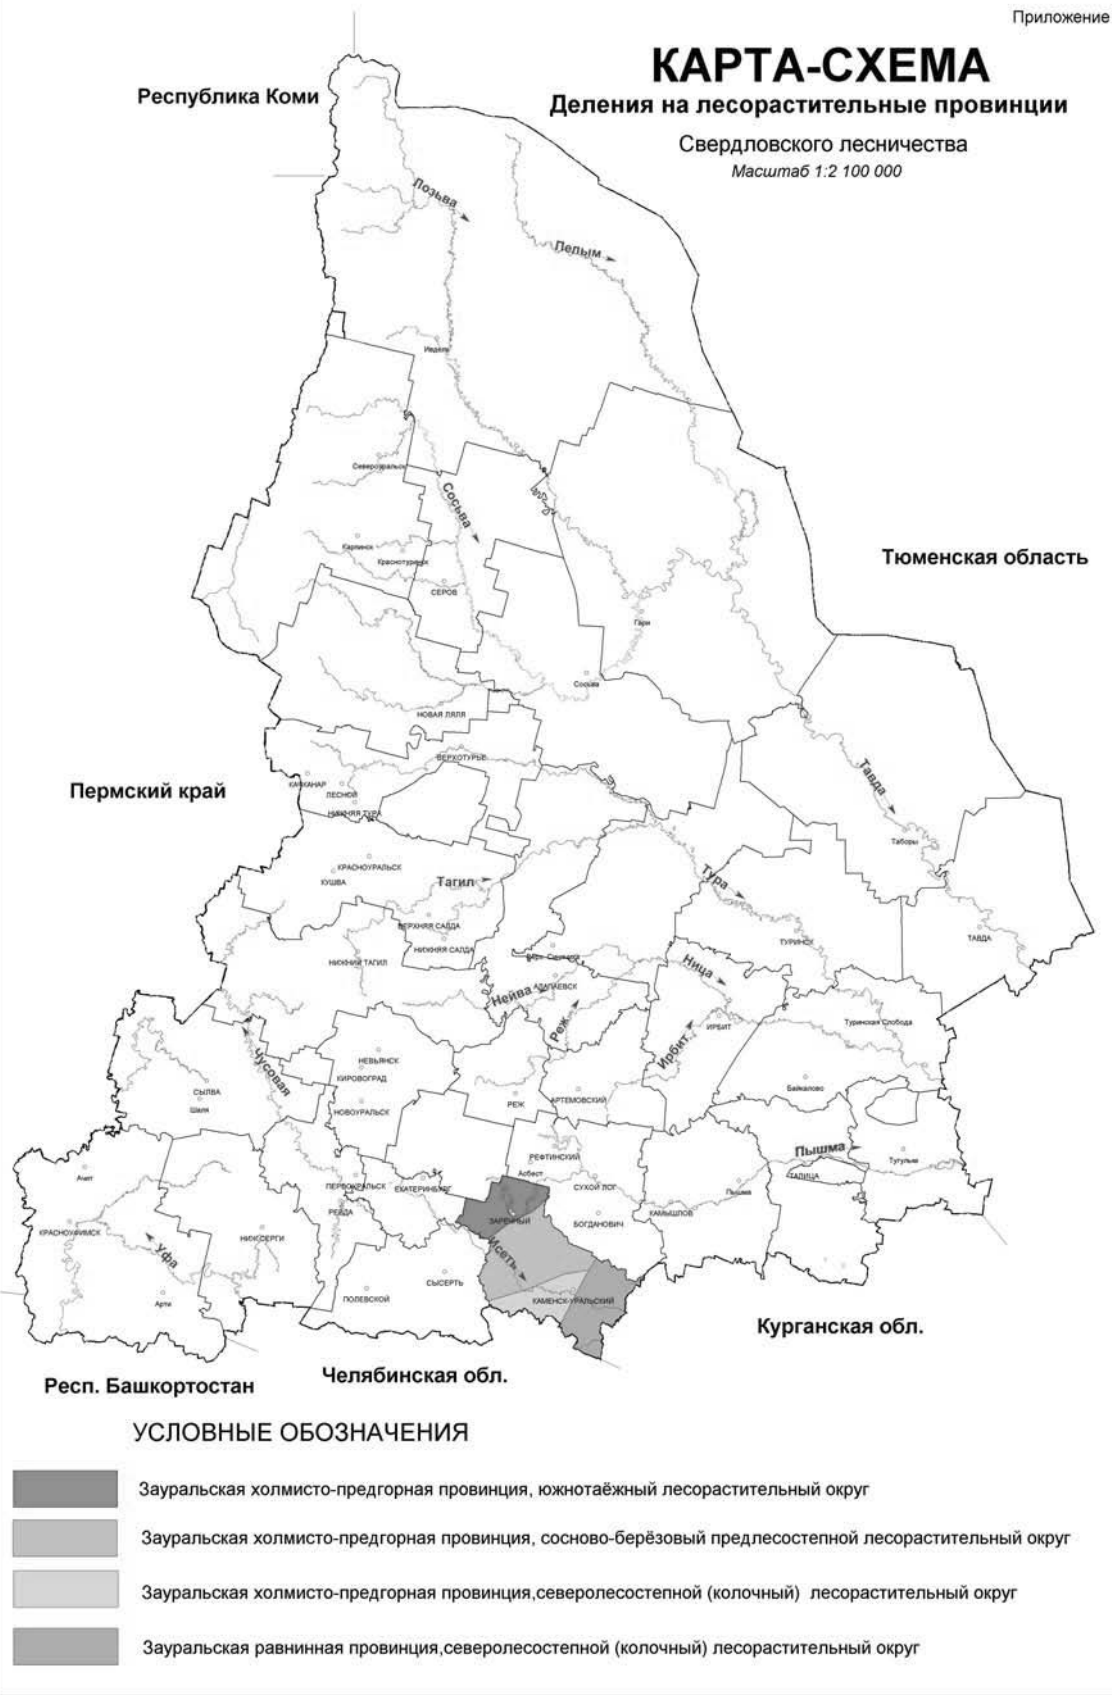 Приложение
КАРТА-СХЕМА
Деления на лесорастительные провинции
Свердловского лесничества
Масштаб 1:2 100 000
Республика Коми
Лозьва
Пелым
Ивдель
Североуральск
Сосьва
Карпинск
Краснотурьинск
СЕРОВ
Тюменская область
Гари
Сосьва
НОВАЯ ЛЯЛЯ
ВЕРХОТУРЬЕ
Пермский край
КАЧКАНАР
ЛЕСНОЙ
НИЖНЯЯ ТУРА
Тавда
Таборы
КРАСНОУРАЛЬСК
КУШВА
Тагил
Тура
ВЕРХНЯЯ САЛДА
НИЖНЯЯ САЛДА
ТУРИНСК
ТАВДА
НИЖНИЙ ТАГИЛ
Ница
Нейва
АЛАПАЕВСК
Реж
Ирбит
ИРБИТ
Туринская Слобода
Чусовая
НЕВЬЯНСК
КИРОВОГРАД
СЫЛВА
Шаля
НОВОУРАЛЬСК
РЕЖ
АРТЕМОВСКИЙ
Байкалово
Пышма
Тугулым
РЕФТИНСКИЙ
Асбест
Ачит
ПЕРВОУРАЛЬСК
ЕКАТЕРИНБУРГ
СУХОЙ ЛОГ
ТАЛИЦА
Пышма
РЕВДА
ЗАРЕЧНЫЙ
БОГДАНОВИЧ
КАМЫШЛОВ
КРАСНОУФИМСК
Уфа
НИЖ.СЕРГИ
Исеть
СЫСЕРТЬ
Арти
ПОЛЕВСКОЙ
КАМЕНСК-УРАЛЬСКИЙ
Курганская обл.
Челябинская обл.
Респ. Башкортостан
УСЛОВНЫЕ ОБОЗНАЧЕНИЯ
Зауральская холмисто-предгорная провинция, южнотаёжный лесорастительный округ
Зауральская холмисто-предгорная провинция, сосново-берёзовый предлесостепной лесорастительный округ
Зауральская холмисто-предгорная провинция,северолесостепной (колочный) лесорастительный округ
Зауральская равнинная провинция,северолесостепной (колочный) лесорастительный округ